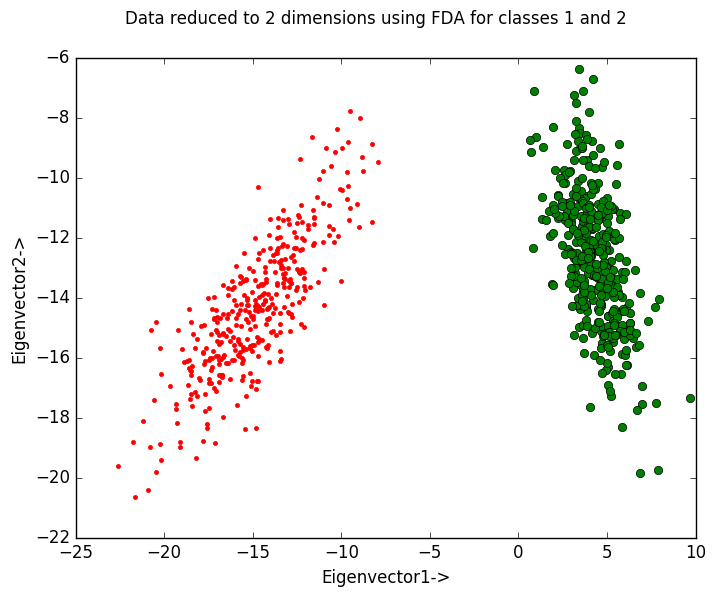 Data reduced to 2 dimensions using FDA for classes 1 and 2
−6
−8
−10
−12
−14
−16
−18
−20
−22
Eigenvector2->
−25 −20 −15 −10 −5 0 5 10
Eigenvector1->